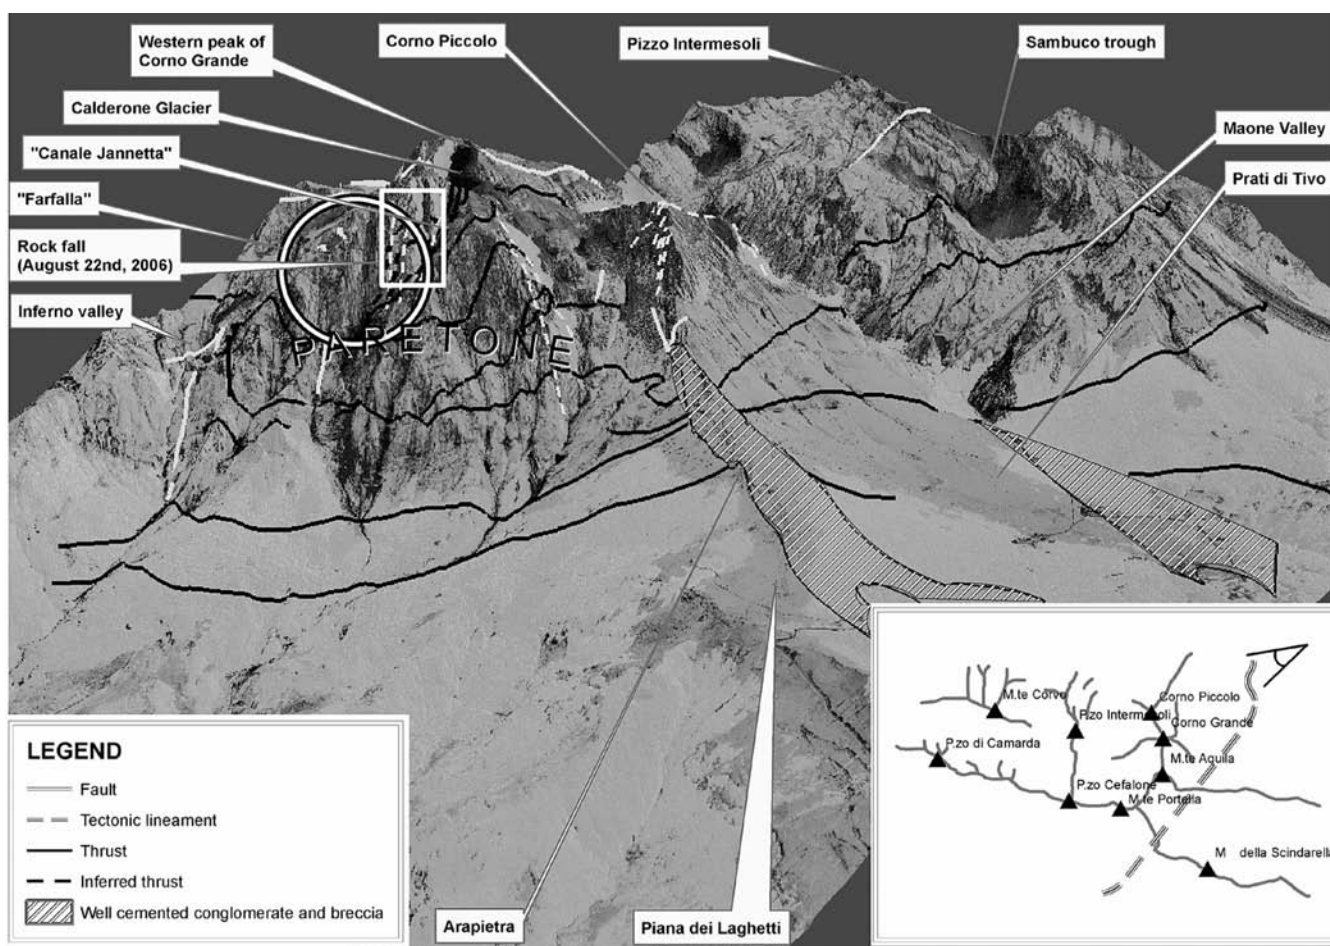 Western peak of
Corno Grande
Corno Piccolo
Pizzo Intermesoli
Sambuco trough
Calderone Glacier
Maone Valley
"Canale Jannetta"
Prati di Tivo
"Farfalla"
Rock fall
(August 22nd, 2006)
Inferno valley
PARETONE
LEGEND
Fault
Tectonic lineament
Thrust
Inferred thrust
Well cemented conglomerate and breccia
Arapietra
Piana dei Laghetti
M.te Corvo
Corno Piccolo
P.zo Intermesoli
Corno Grande
P.zo di Camarda
M.te Aquila
P.zo Cefalone
M.te Portella
M della Scindarella